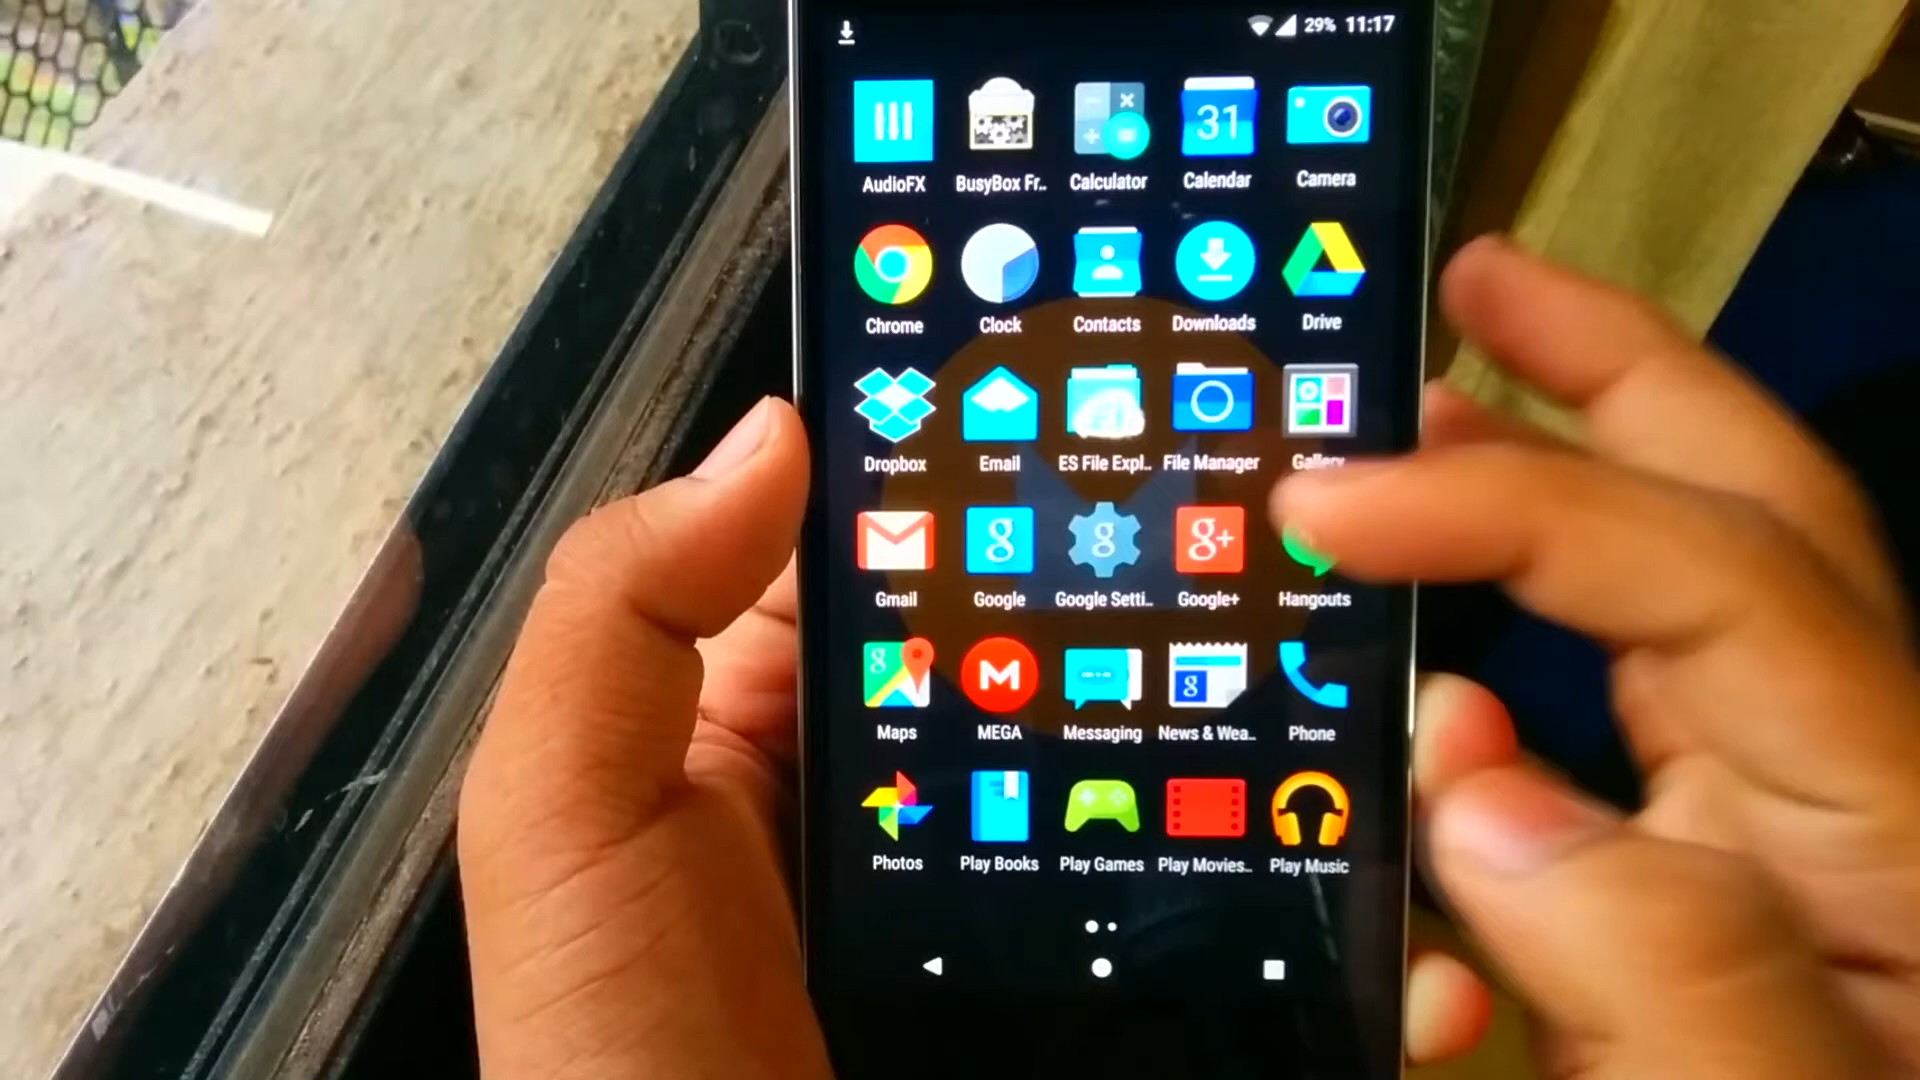 29% 11:17
31
AudioFX BusyBox Fr.. Calculator Calendar Camera
Chrome Clock Contacts Downloads Drive
Dropbox Email ES File Expl.. File Manager Gallery
g g g+
Gmail Google Google Setti.. Google+ Hangouts
g M g
Maps MEGA Messaging News & Wea.. Phone
Photos Play Books Play Games Play Movies.. Play Music